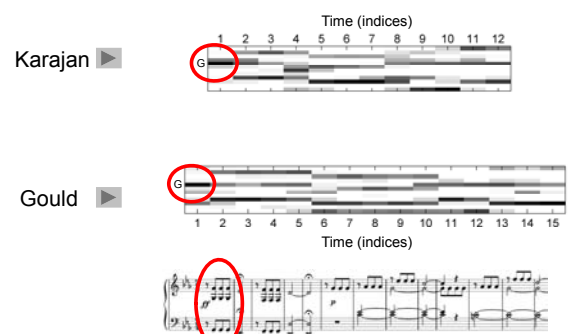 Time (indices)
1 2 3 4 5 6 7 8 9 10 11 12
Karajan
G
Gould
G
1 2 3 4 5 6 7 8 9 10 11 12 13 14 15
Time (indices)
ff
p